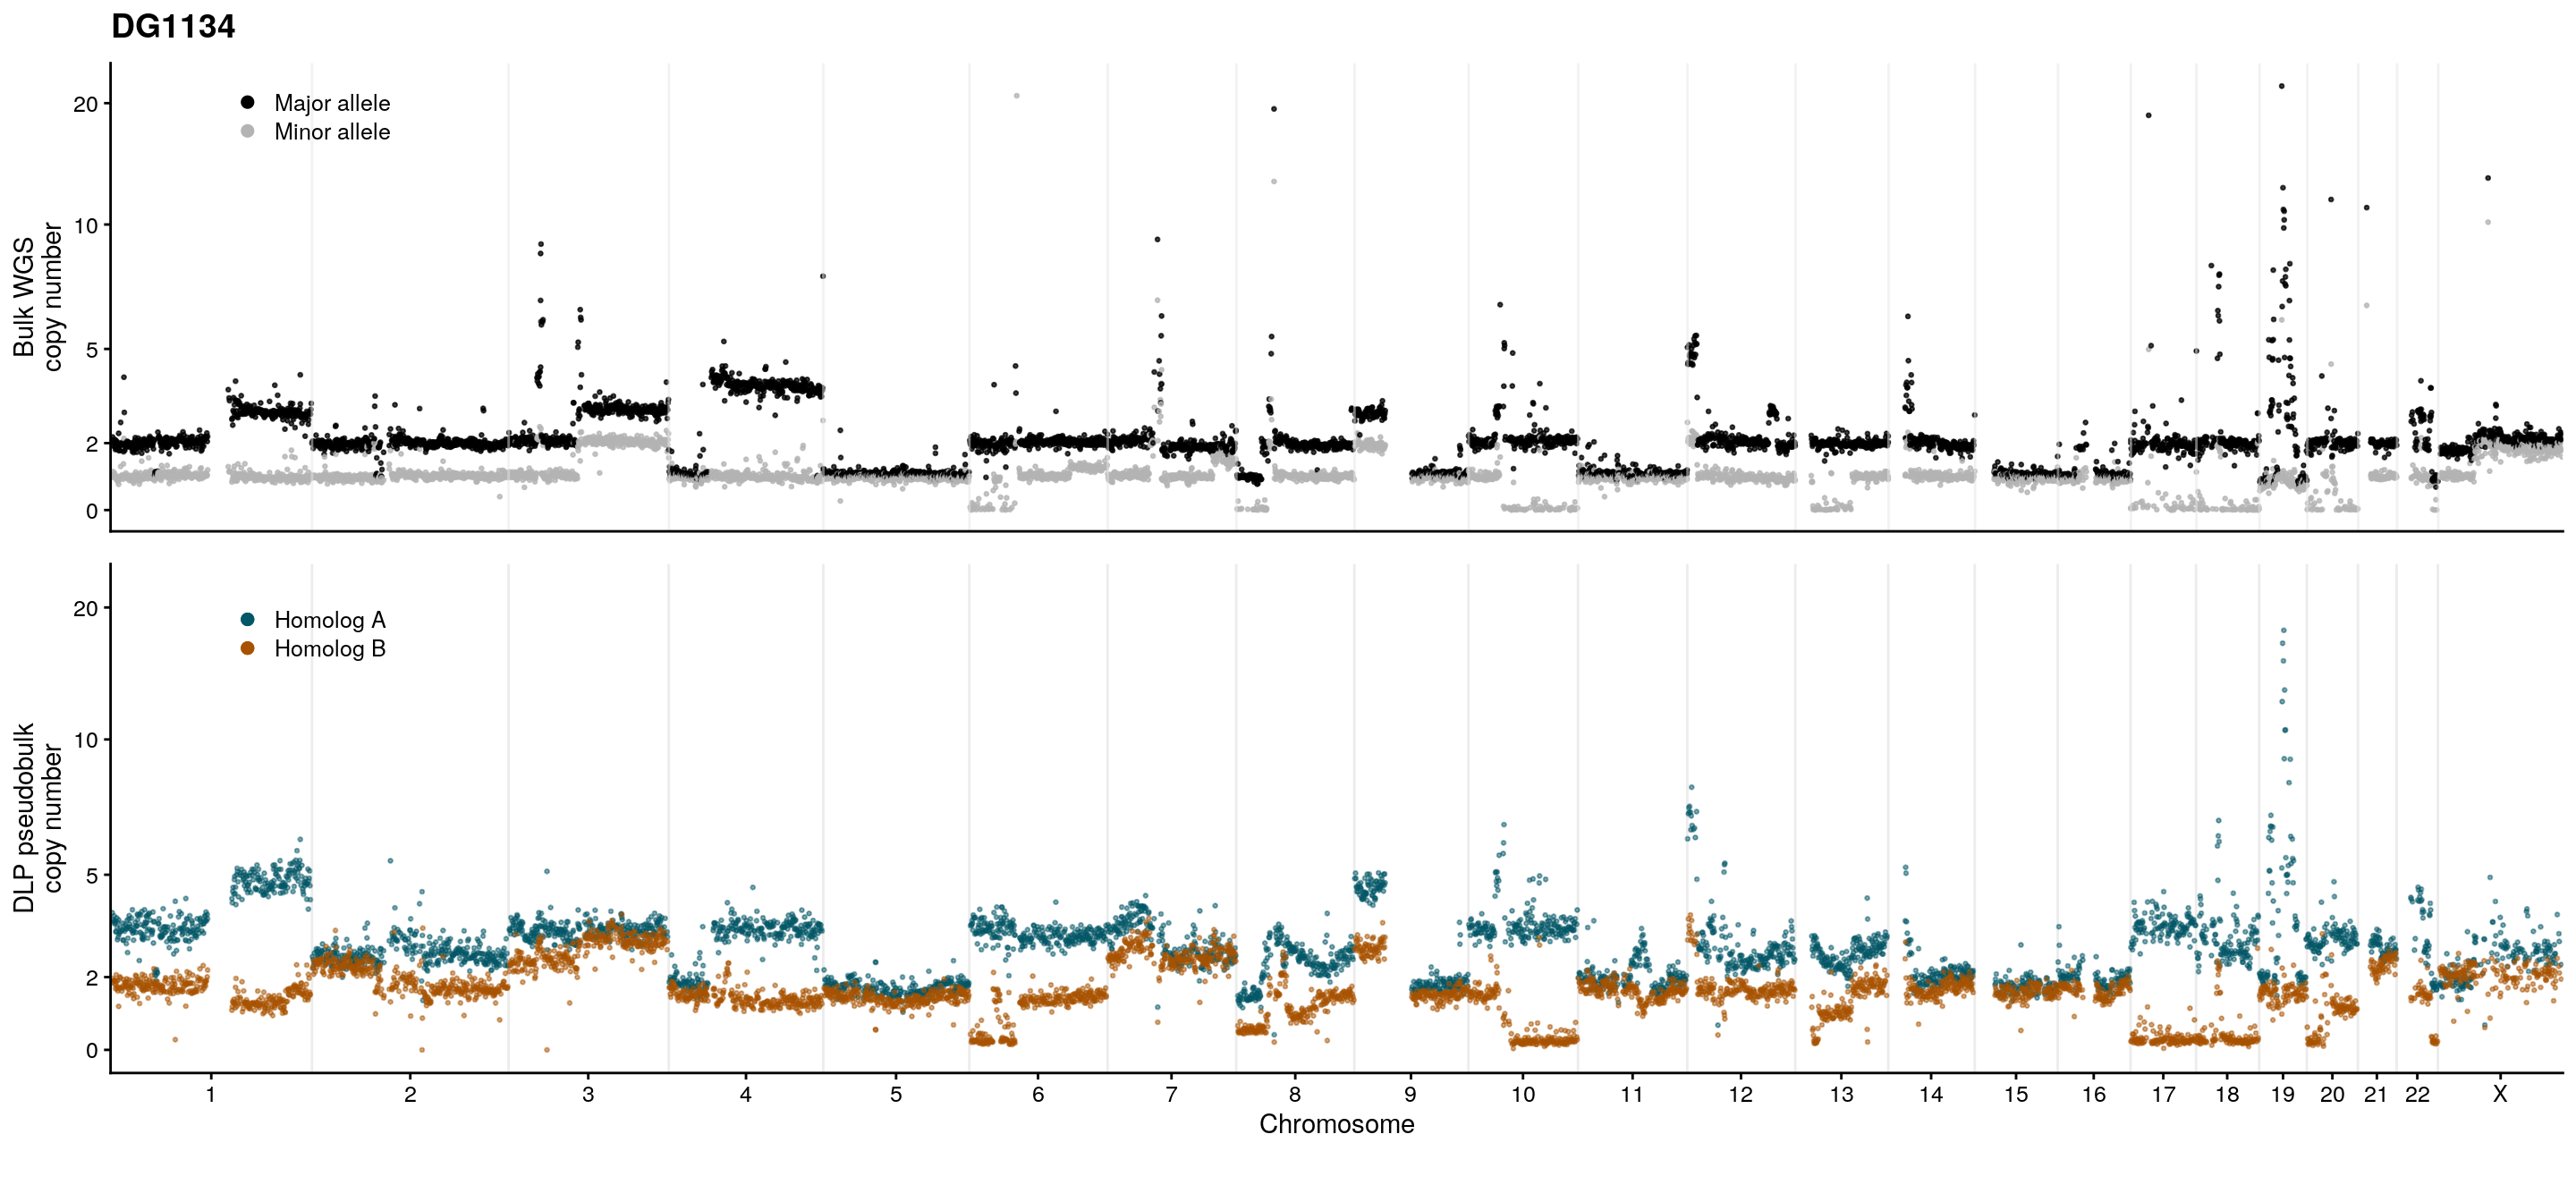 DG1134
Bulk WGS
copy number
20
10
5
2
0
Major allele
Minor allele
DLP pseudobulk
copy number
20
10
5
2
0
Homolog A
Homolog B
1 2 3 4 5 6 7 8 9 10 11 12 13 14 15 16 17 18 19 20 21 22 X
Chromosome